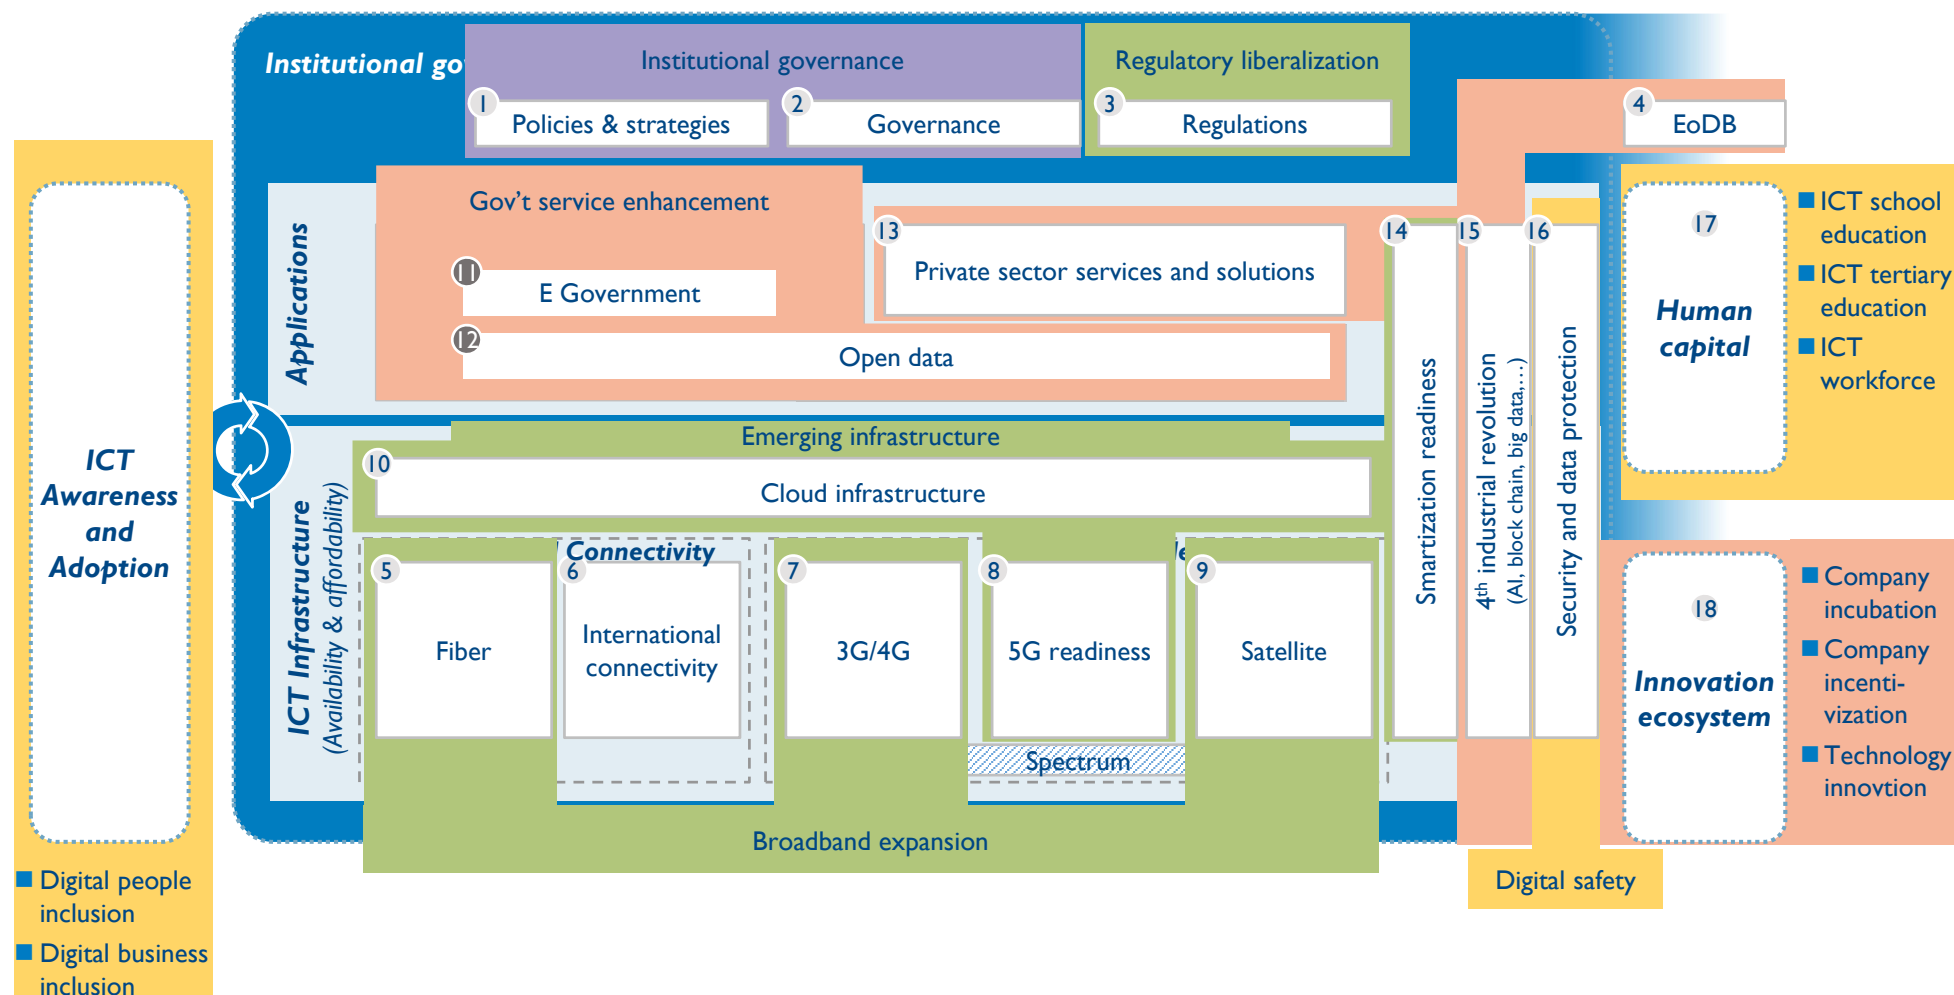 Institutional go
Institutional governance
Regulatory liberalization
1
Policies & strategies
2
Governance
3
Regulations
4
EoDB
Applications
Gov't service enhancement
11
E Government
12
Open data
13
Private sector services and solutions
14
Smartization readiness
15
4th industrial revolution
(AI, block chain, big data,…)
16
Security and data protection
ICT
Awareness
and
Adoption
Digital people
inclusion
Digital business
inclusion
ICT Infrastructure
(Availability & affordability)
Emerging infrastructure
10
Cloud infrastructure
Connectivity
5
Fiber
6
International
connectivity
7
3G/4G
8
5G readiness
9
Satellite
Spectrum
Broadband expansion
Digital safety
17
Human
capital
ICT school
education
ICT tertiary
education
ICT
workforce
18
Innovation
ecosystem
Company
incubation
Company
incenti-
vization
Technology
innovtion